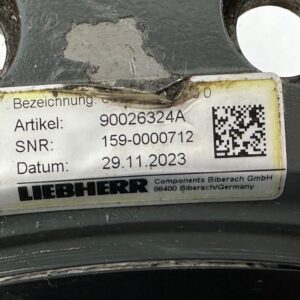 Bezeichnung:
Artikel: 90026324A
SNR: 159-0000712
Datum: 29.11.2023
LIEBHERR Components Biberach GmbH
88400 Biberach/Germany